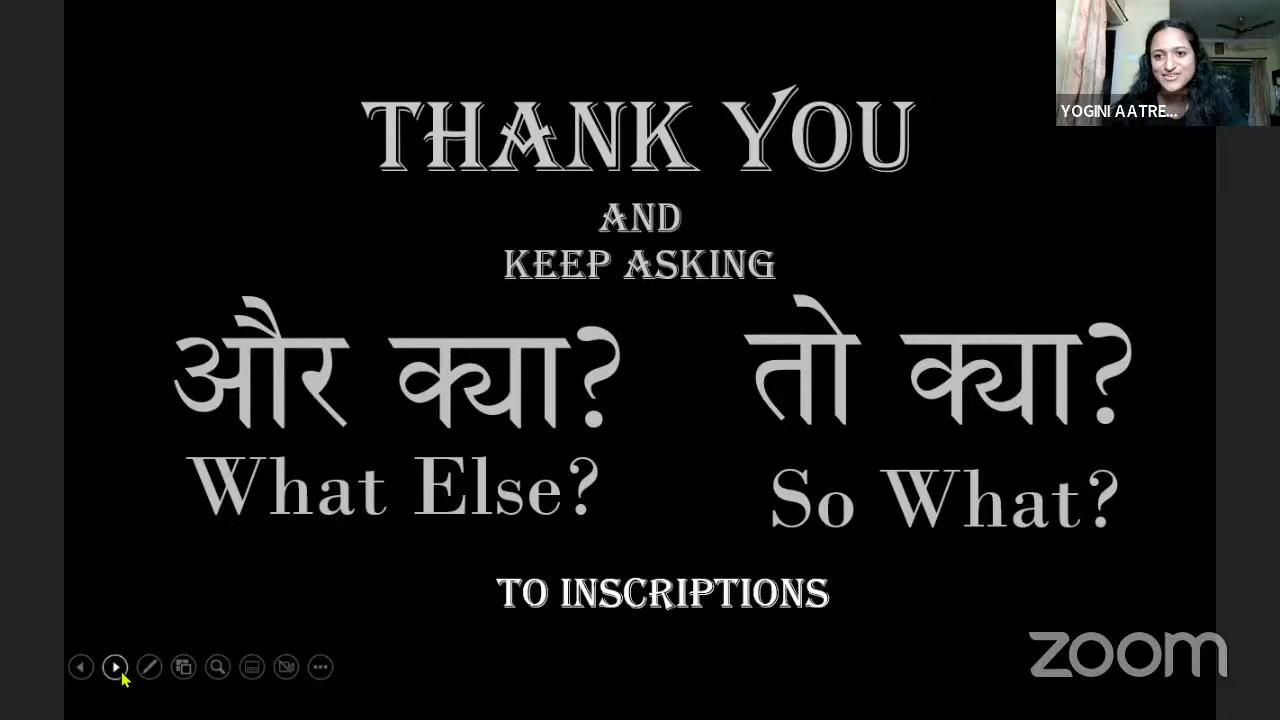 YOGINI AATRE...
THANK YOU
AND
KEEP ASKING
और क्या? तो क्या?
What Else? So What?
TO INSCRIPTIONS
zoom